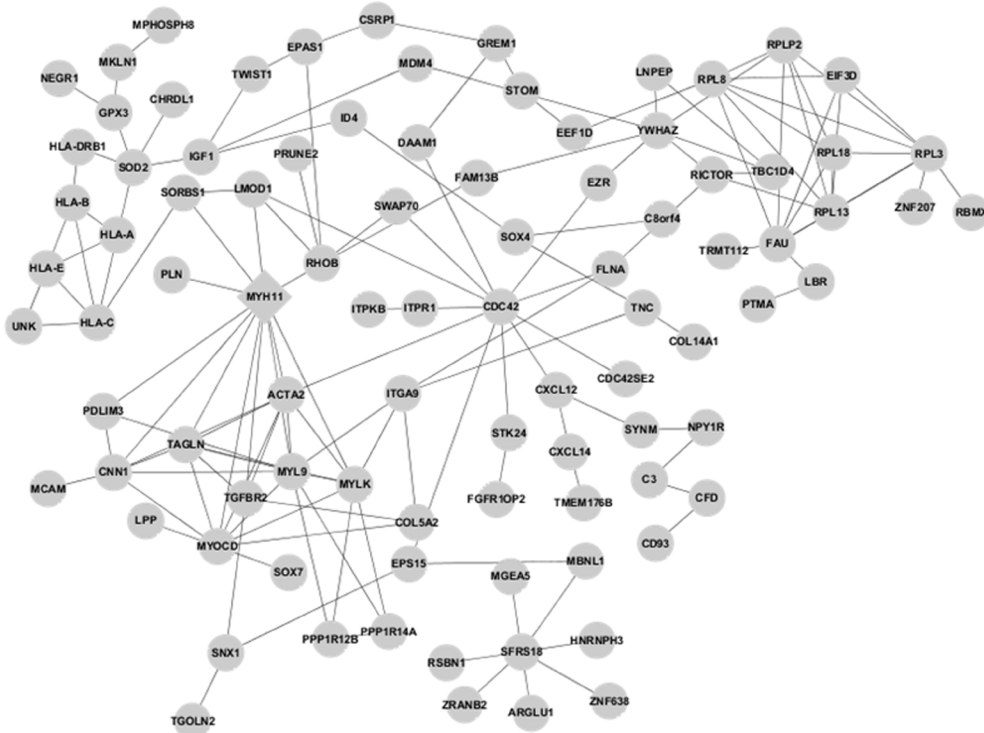 CSRP1
MPHOSPH8
GREM1
EPAS1
RPLP2
MKLN1
MDM4
TWIST1
LNPEP
RPL8
EIF3D
NEGR1
STOM
CHRDL1
GPX3
ID4
EEF1D
YWHAZ
HLA-DRB1
DAAM1
PRUNE2
IGF1
SOD2
RPL18
RPL3
TBC1D4
RICTOR
FAM13B
EZR
SORBS1
LMOD1
HLA-B
SWAP70
ZNF207
RBMX
RPL13
C8orf4
HLA-A
SOX4
FAU
TRMT112
RHOB
HLA-E
FLNA
PLN
LBR
MYH11
PTMA
CDC42
ITPKB
ITPR1
TNC
UNK
HLA-C
COL14A1
CDC42SE2
CXCL12
ACTA2
ITGA9
PDLIM3
SYNM
NPY1R
STK24
TAGLN
CXCL14
CNN1
MYL9
MYLK
C3
MCAM
TGFBR2
FGFR1OP2
TMEM176B
CFD
LPP
COL5A2
MYOCD
CD93
EPS15
MBNL1
SOX7
MGEA5
PPP1R12B
PPP1R14A
HNRNPH3
SNX1
SFRS18
RSBN1
ZNF638
ZRANB2
ARGLU1
TGOLN2